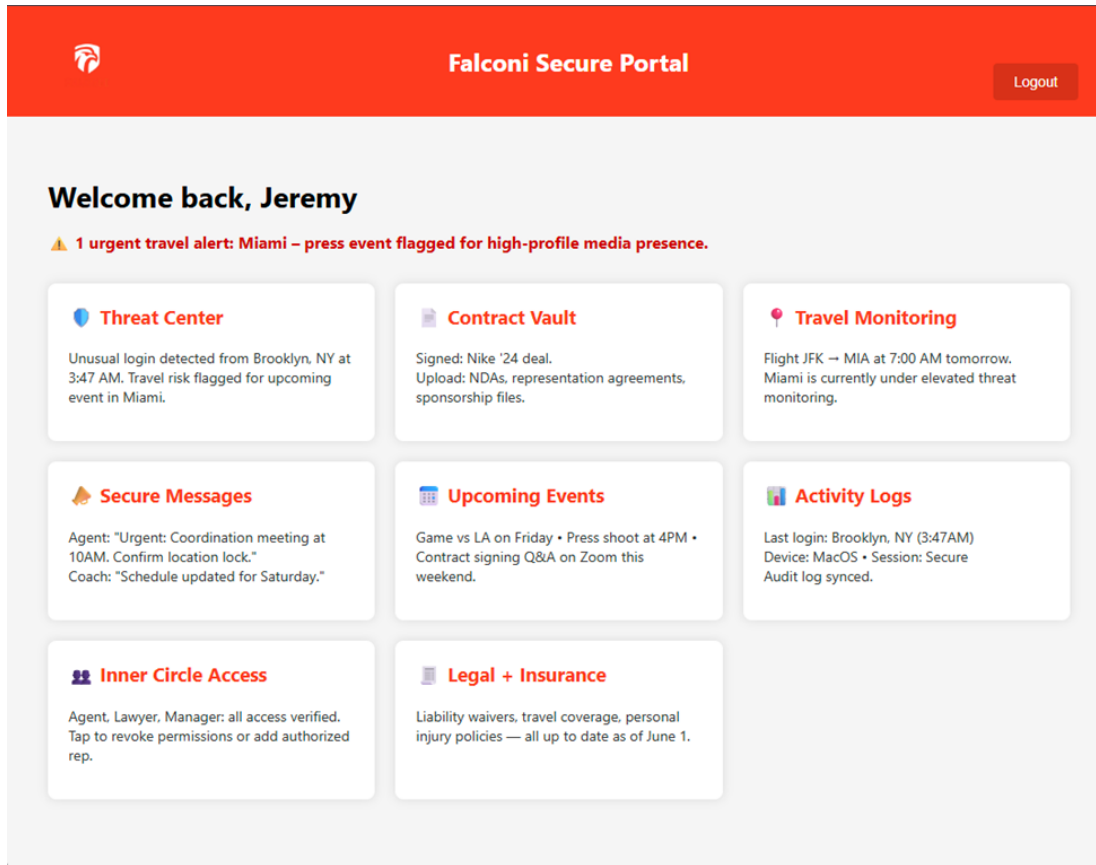 Falconi Secure Portal
Logout
Welcome back, Jeremy
⚠️ 1 urgent travel alert: Miami – press event flagged for high-profile media presence.
Threat Center
Unusual login detected from Brooklyn, NY at
3:47 AM. Travel risk flagged for upcoming
event in Miami.
Contract Vault
Signed: Nike '24 deal.
Upload: NDAs, representation agreements,
sponsorship files.
Travel Monitoring
Flight JFK → MIA at 7:00 AM tomorrow.
Miami is currently under elevated threat
monitoring.
Secure Messages
Agent: "Urgent: Coordination meeting at
10AM. Confirm location lock."
Coach: "Schedule updated for Saturday."
Upcoming Events
Game vs LA on Friday • Press shoot at 4PM •
Contract signing Q&A on Zoom this
weekend.
Activity Logs
Last login: Brooklyn, NY (3:47AM)
Device: MacOS • Session: Secure
Audit log synced.
Inner Circle Access
Agent, Lawyer, Manager: all access verified.
Tap to revoke permissions or add authorized
rep.
Legal + Insurance
Liability waivers, travel coverage, personal
injury policies — all up to date as of June 1.